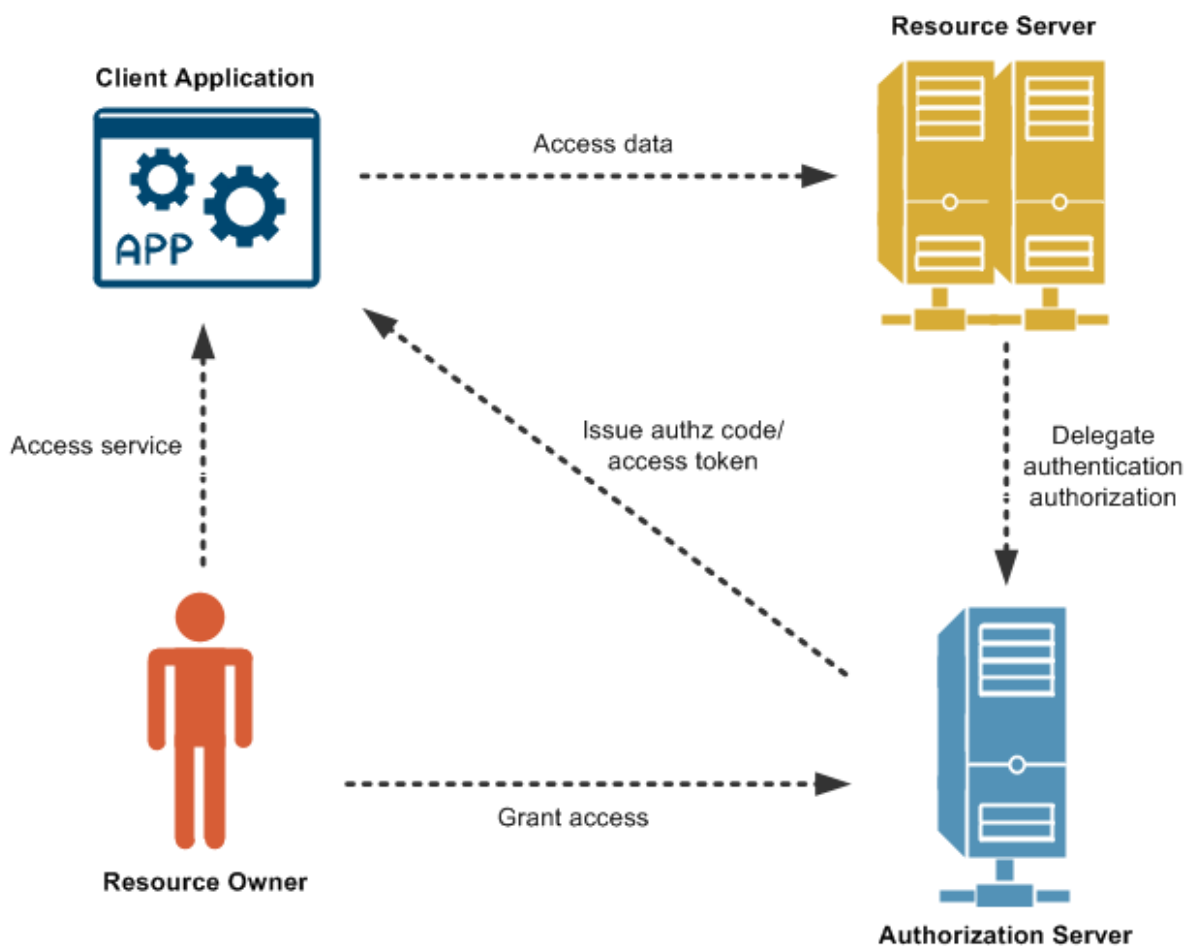 Resource Server
Client Application
Access data
APP
Access service
Issue authz code/
access token
Delegate
authentication
authorization
Grant access
Resource Owner
Authorization Server